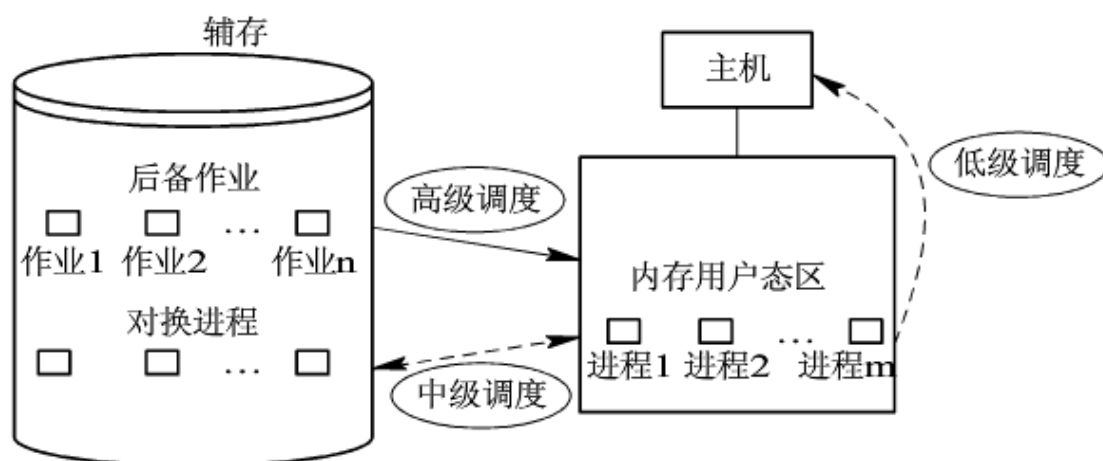 辅存
主机
后备作业
高级调度
低级调度
作业1 作业2 … 作业n
内存用户态区
对换进程
…
进程1 进程2 … 进程m
中级调度